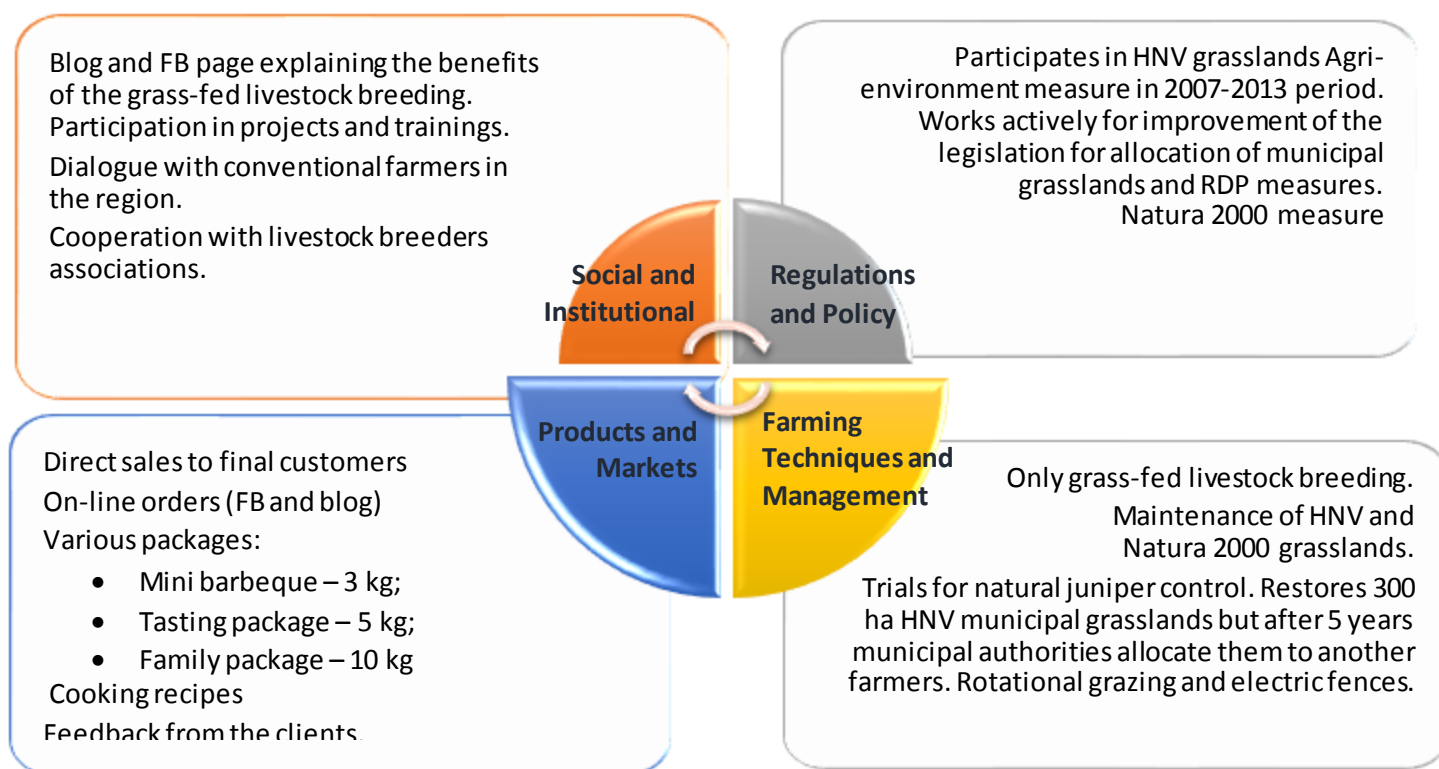 Blog and FB page explaining the benefits
of the grass-fed livestock breeding.
Participation in projects and trainings.
Dialogue with conventional farmers in
the region.
Cooperation with livestock breeders
associations.
Participates in HNV grasslands Agri-
environment measure in 2007-2013 period.
Works actively for improvement of the
legislation for allocation of municipal
grasslands and RDP measures.
Natura 2000 measure
Social and
Institutional
Regulations
and Policy
Products and
Markets
Farming
Techniques and
Management
Direct sales to final customers
On-line orders (FB and blog)
Various packages:
• Mini barbeque – 3 kg;
• Tasting package – 5 kg;
• Family package – 10 kg
Cooking recipes
Feedback from the clients.
Only grass-fed livestock breeding.
Maintenance of HNV and
Natura 2000 grasslands.
Trials for natural juniper control. Restores 300
ha HNV municipal grasslands but after 5 years
municipal authorities allocate them to another
farmers. Rotational grazing and electric fences.